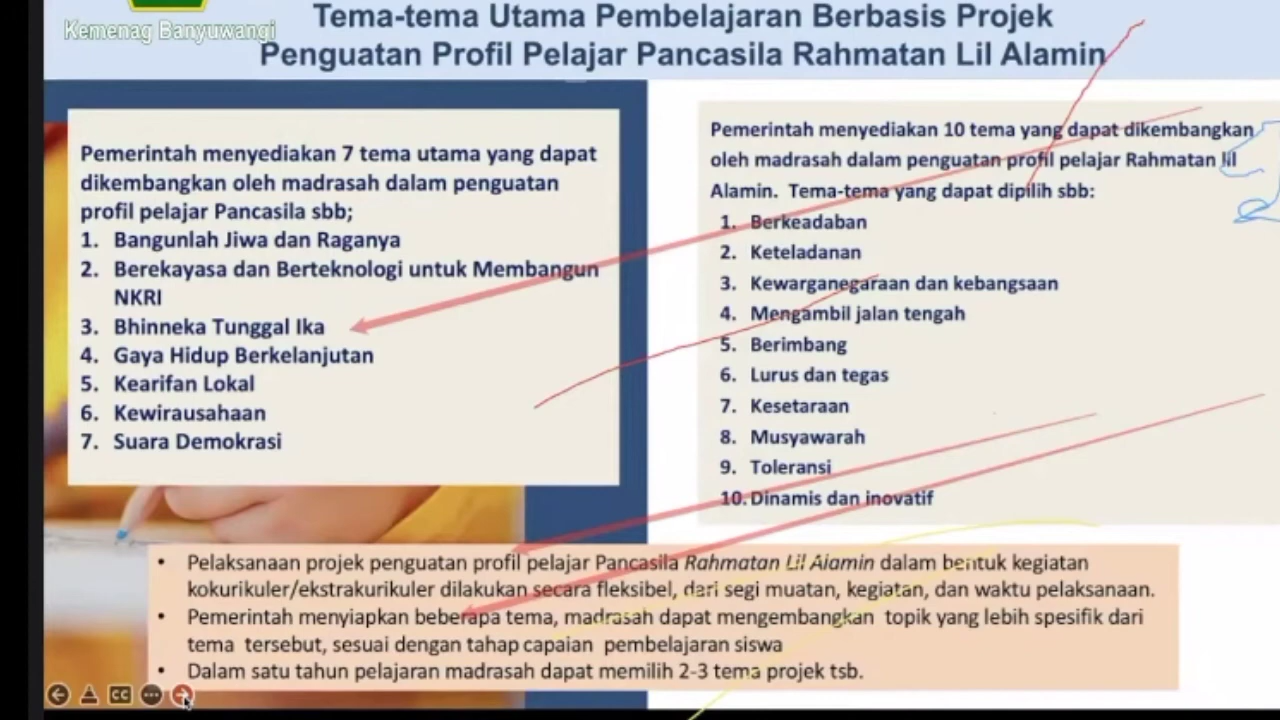 Kemenag Banyuwangi
Tema-tema Utama Pembelajaran Berbasis Projek
Penguatan Profil Pelajar Pancasila Rahmatan Lil Alamin
Pemerintah menyediakan 7 tema utama yang dapat
dikembangkan oleh madrasah dalam penguatan
profil pelajar Pancasila sbb;
1. Bangunlah Jiwa dan Raganya
2. Berekayasa dan Berteknologi untuk Membangun
NKRI
3. Bhinneka Tunggal Ika
4. Gaya Hidup Berkelanjutan
5. Kearifan Lokal
6. Kewirausahaan
7. Suara Demokrasi
Pemerintah menyediakan 10 tema yang dapat dikembangkan
oleh madrasah dalam penguatan profil pelajar Rahmatan lil
Alamin. Tema-tema yang dapat dipilih sbb:
1. Berkeadaban
2. Keteladanan
3. Kewarganegaraan dan kebangsaan
4. Mengambil jalan tengah
5. Berimbang
6. Lurus dan tegas
7. Kesetaraan
8. Musyawarah
9. Toleransi
10. Dinamis dan inovatif
• Pelaksanaan projek penguatan profil pelajar Pancasila Rahmatan Lil Alamin dalam bentuk kegiatan
kokurikuler/ekstrakurikuler dilakukan secara fleksibel, dari segi muatan, kegiatan, dan waktu pelaksanaan.
• Pemerintah menyiapkan beberapa tema, madrasah dapat mengembangkan topik yang lebih spesifik dari
tema tersebut, sesuai dengan tahap capaian pembelajaran siswa
• Dalam satu tahun pelajaran madrasah dapat memilih 2-3 tema projek tsb.
CC